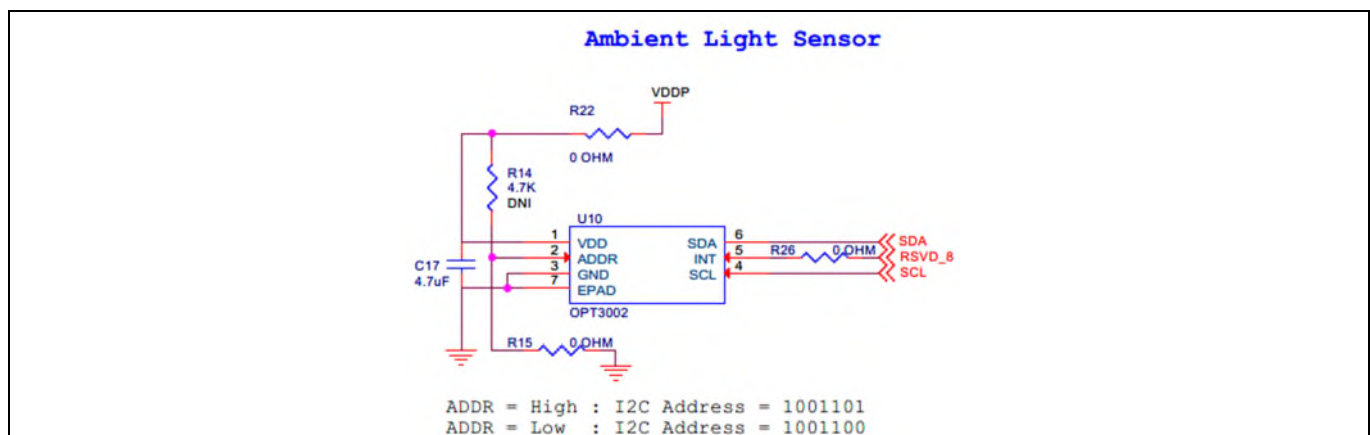 Ambient Light Sensor
VDDP
R22
0 OHM
R14
4.7K
DNI
U10
1 VDD SDA 6
2 ADDR INT 5
3 GND SCL 4
7 EPAD
OPT3002
R26 0 OHM
SDA
RSVD_8
SCL
C17
4.7uF
R15 0 OHM
ADDR = High : I2C Address = 1001101
ADDR = Low : I2C Address = 1001100